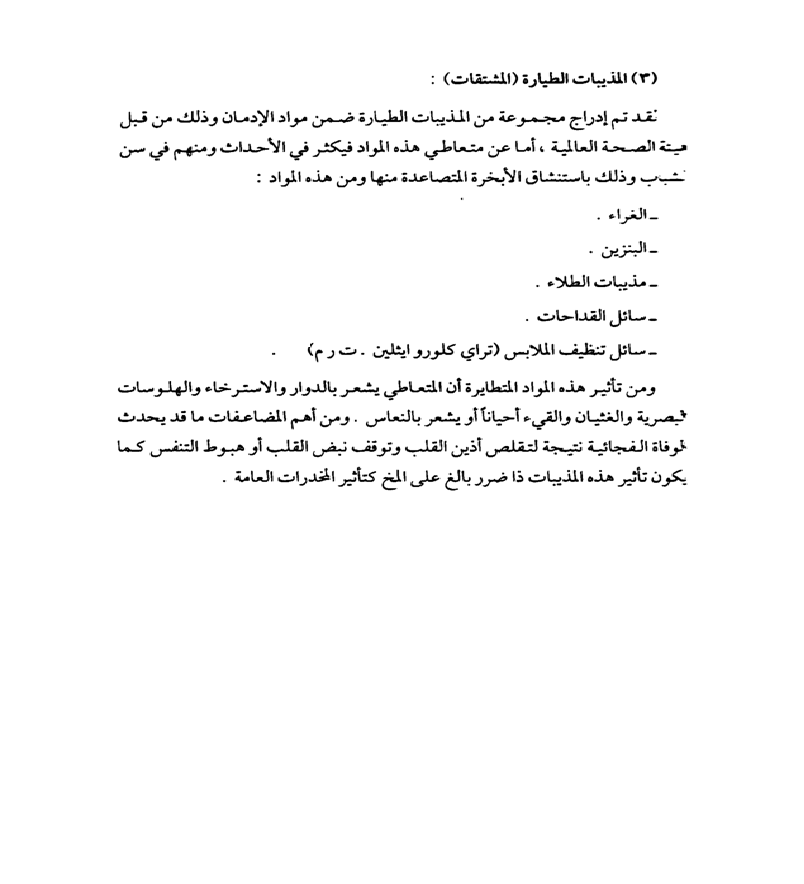 (٣) المذيبات الطيارة (المشتقات) :
لقد تم إدراج مجموعة من المذيبات الطيارة ضمن مواد الإدمان وذلك من قبل
هيئة الصحة العالمية ، أما عن متعاطي هذه المواد فيكثر في الأحداث ومنهم في سن
الشباب وذلك باستنشاق الأبخرة المتصاعدة منها ومن هذه المواد :
ـ الغراء .
ـ البنزين .
ـ مذيبات الطلاء .
ـ سائل القداحات .
ـ سائل تنظيف الملابس (تراي كلورو ايثلين ـ ت ر م) .
ومن تأثير هذه المواد المتطايرة أن المتعاطي يشعر بالدوار والاسترخاء والهلوسات
البصرية والغثيان والقيء أحياناً أو يشعر بالنعاس . ومن أهم المضاعفات ما قد يحدث
الوفاة الفجائية نتيجة لتقلص أذين القلب وتوقف نبض القلب أو هبوط التنفس كما
يكون تأثير هذه المذيبات ذا ضرر بالغ على المخ كتأثير المخدرات العامة .